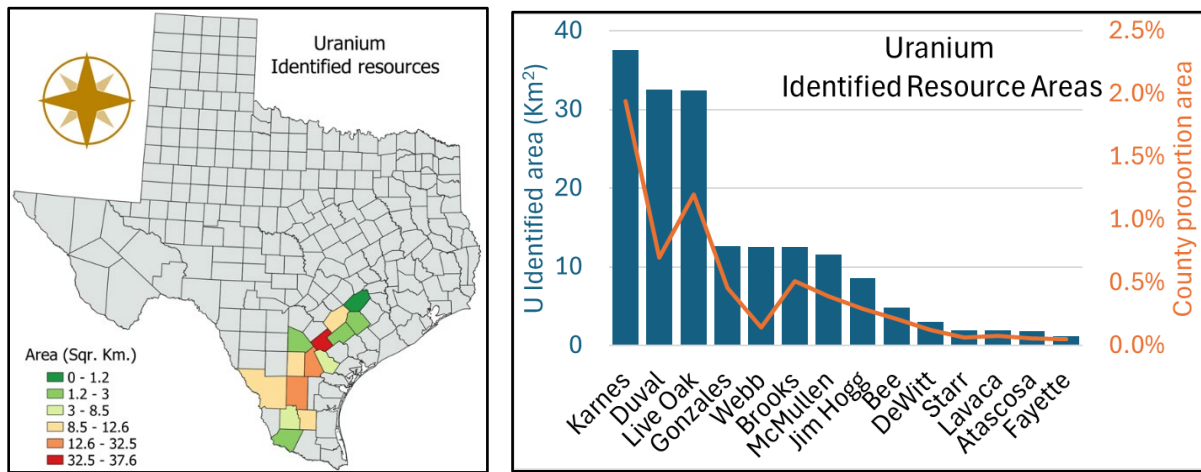 Uranium
Identified resources
Area (Sqr. Km.)
0 - 1.2
1.2 - 3
3 - 8.5
8.5 - 12.6
12.6 - 32.5
32.5 - 37.6
Uranium
Identified Resource Areas
U Identified area (Km²)
40
30
20
10
0
County proportion area
2.5%
2.0%
1.5%
1.0%
0.5%
0.0%
Karnes
Duval
Live Oak
Gonzales
Webb
Brooks
McMullen
Jim Hogg
Bee
DeWitt
Starr
Lavaca
Atascosa
Fayette